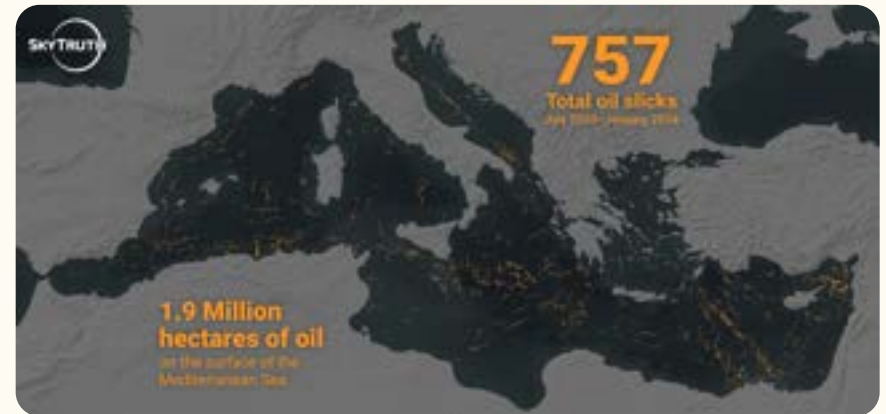 SKYTRUTH
757
Total oil slicks
1.9 Million
hectares of oil
on the surface of the
Mediterranean Sea